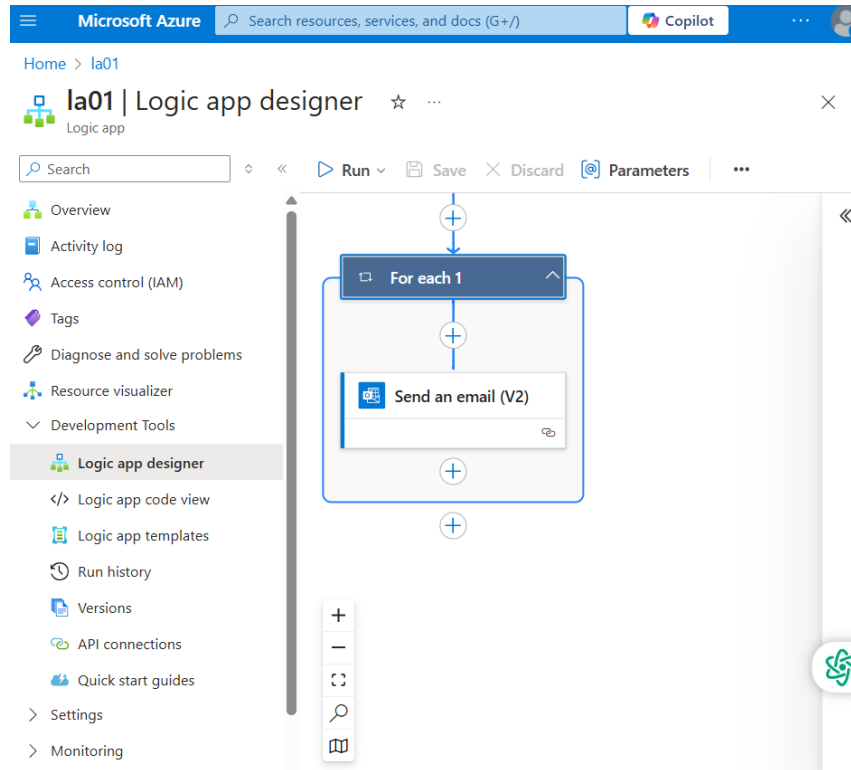 Microsoft Azure
Search resources, services, and docs (G+/)
Copilot
...
Home > la01
la01 | Logic app designer
...
Logic app
Search
Run
Save
Discard
Parameters
...
Overview
Activity log
Access control (IAM)
Tags
Diagnose and solve problems
Resource visualizer
Development Tools
Logic app designer
Logic app code view
Logic app templates
Run history
Versions
API connections
Quick start guides
Settings
Monitoring
For each 1
Send an email (V2)